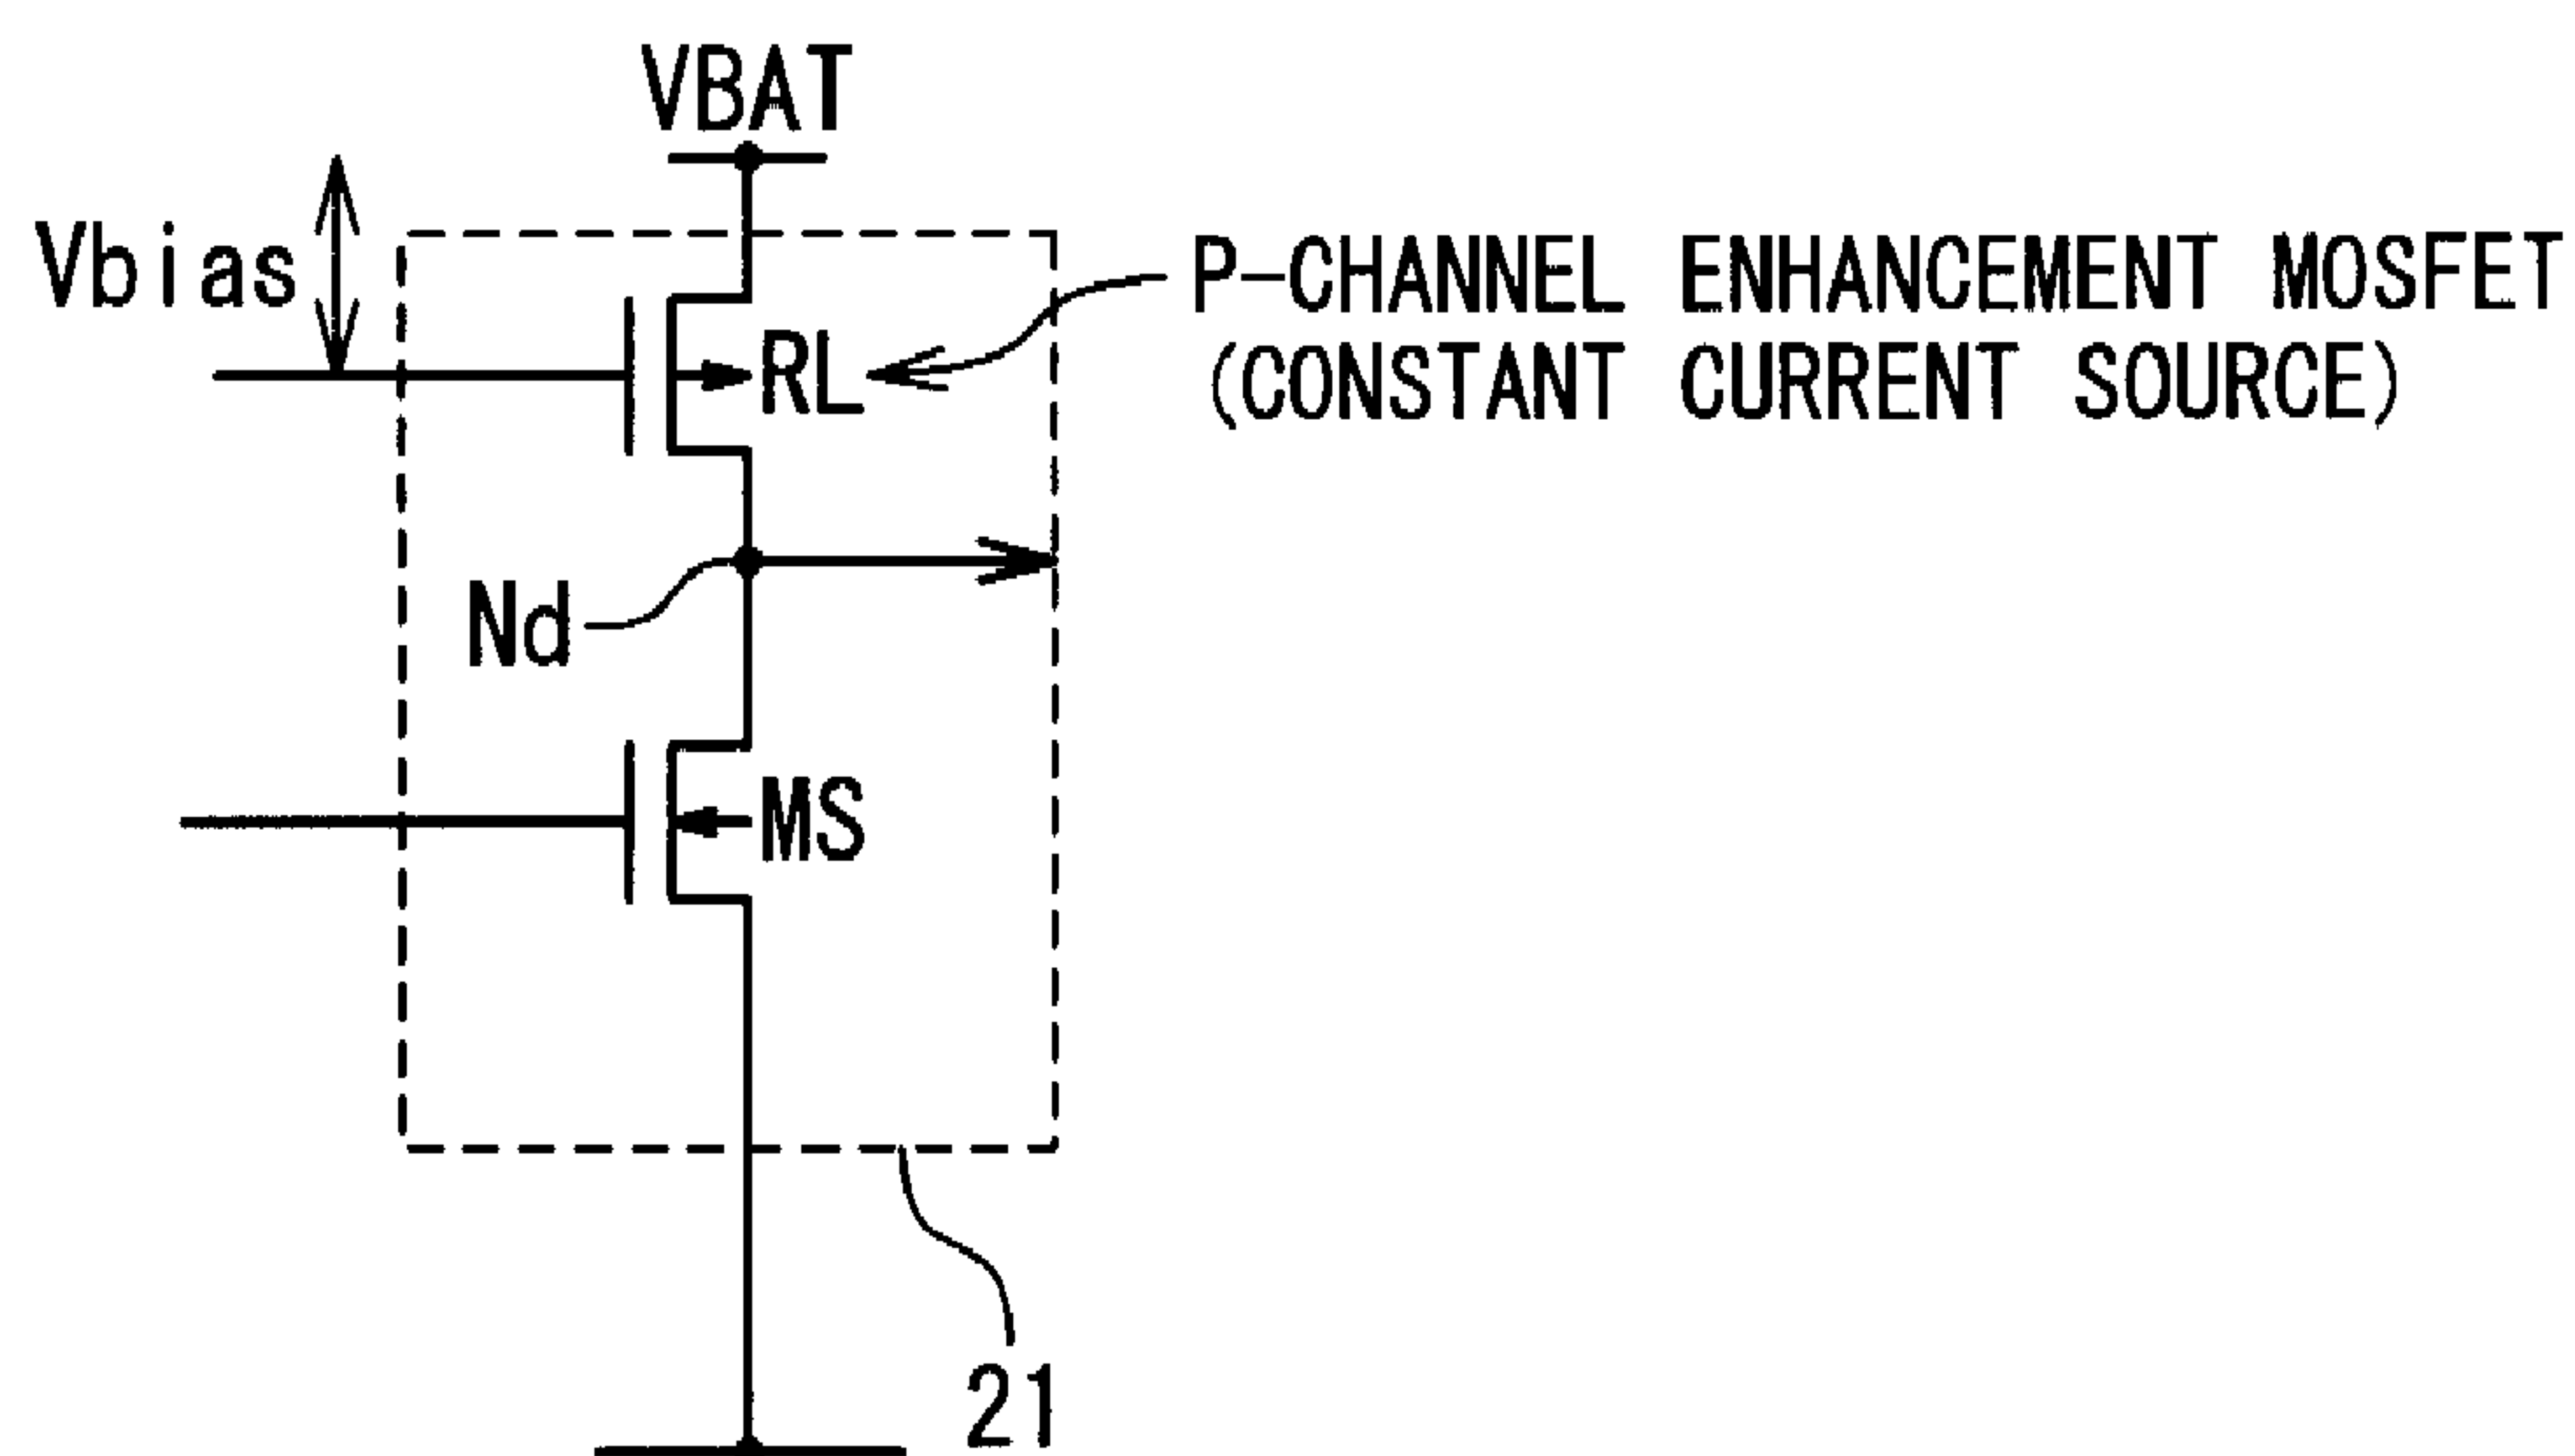 VBAT
Vbias
P-CHANNEL ENHANCEMENT MOSFET
(CONSTANT CURRENT SOURCE)
RL
Nd
MS
21